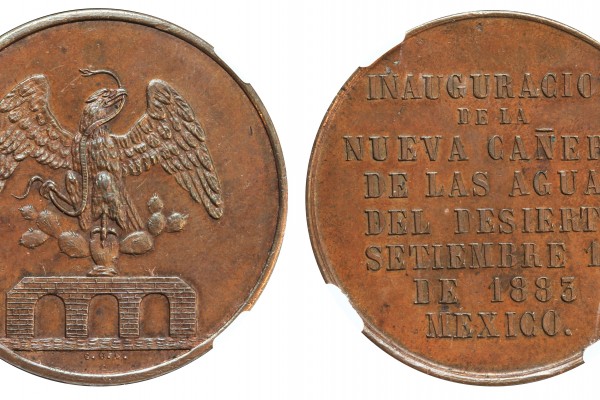 INAUGURACIO
DE LA
NUEVA CAÑER
DE LAS AGUA
DEL DESIERT
SETIEMBRE 1
DE 1883
MEXICO.